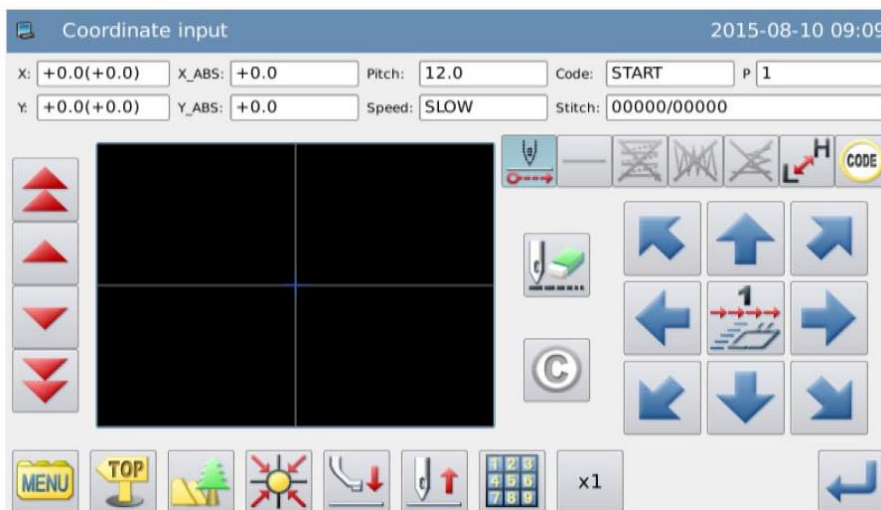 Coordinate input 2015-08-10 09:09
X: +0.0(+0.0) X_ABS: +0.0 Pitch: 12.0 Code: START P 1
Y: +0.0(+0.0) Y_ABS: +0.0 Speed: SLOW Stitch: 00000/00000
L H CODE
1
C
MENU TOP 1 2 3 x1
4 5 6
7 8 9